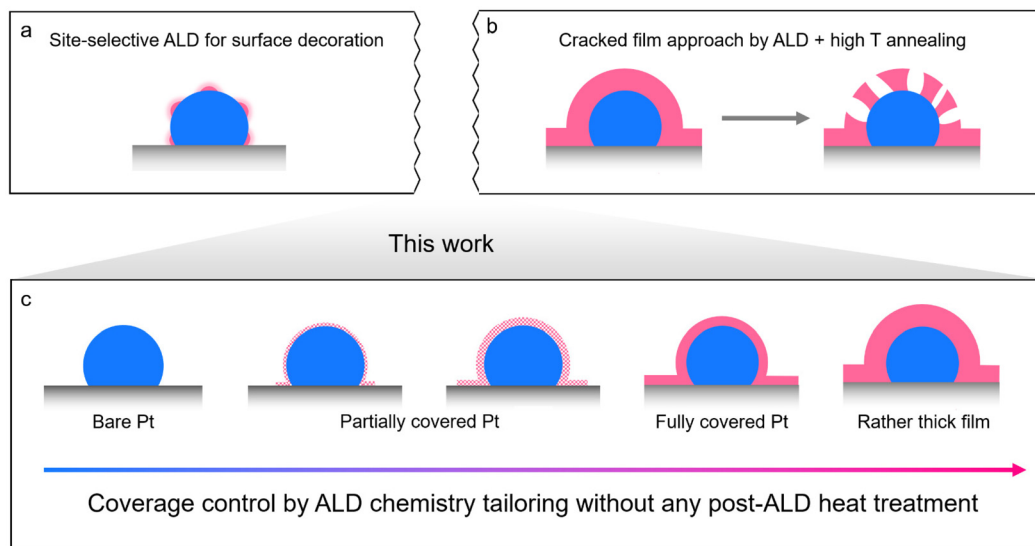 a
Site-selective ALD for surface decoration
b
Cracked film approach by ALD + high T annealing
This work
c
Bare Pt
Partially covered Pt
Fully covered Pt
Rather thick film
Coverage control by ALD chemistry tailoring without any post-ALD heat treatment